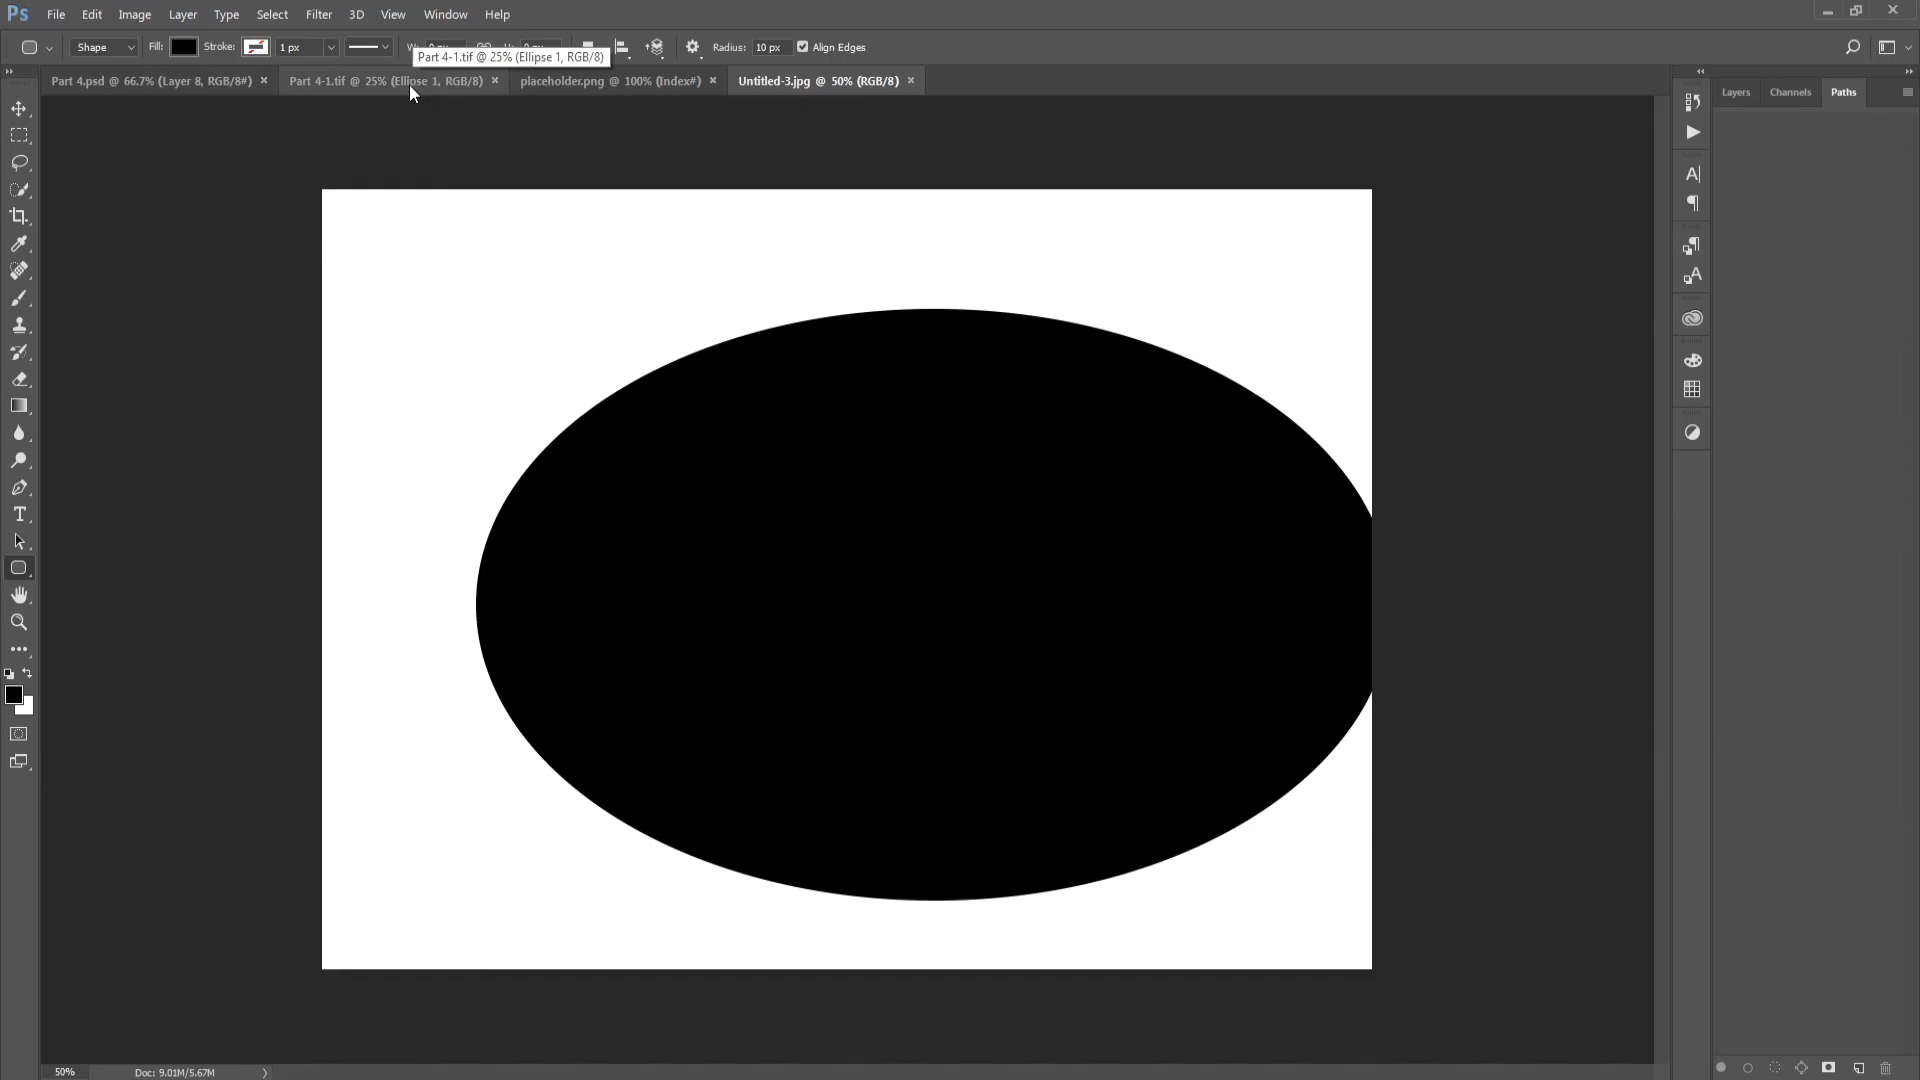 Ps File Edit Image Layer Type Select Filter 3D View Window Help
Shape Fill: Stroke: 1 px Radius: 10 px Align Edges
Part 4-1.tif @ 25% (Ellipse 1, RGB/8)
Part 4.psd @ 66.7% (Layer 8, RGB/8#) × Part 4-1.tif @ 25% (Ellipse 1, RGB/8) × placeholder.png @ 100% (Index#) × Untitled-3.jpg @ 50% (RGB/8) ×
Layers Channels Paths
50% Doc: 9.01M/5.67M